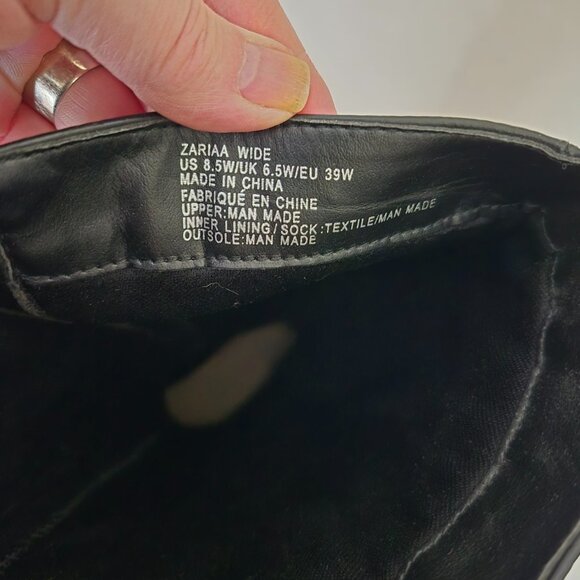 ZARIAA WIDE
US 8.5W/UK 6.5W/EU 39W
MADE IN CHINA
FABRIQUÉ EN CHINE
UPPER:MAN MADE
INNER LINING/SOCK:TEXTILE/MAN MADE
OUTSOLE:MAN MADE